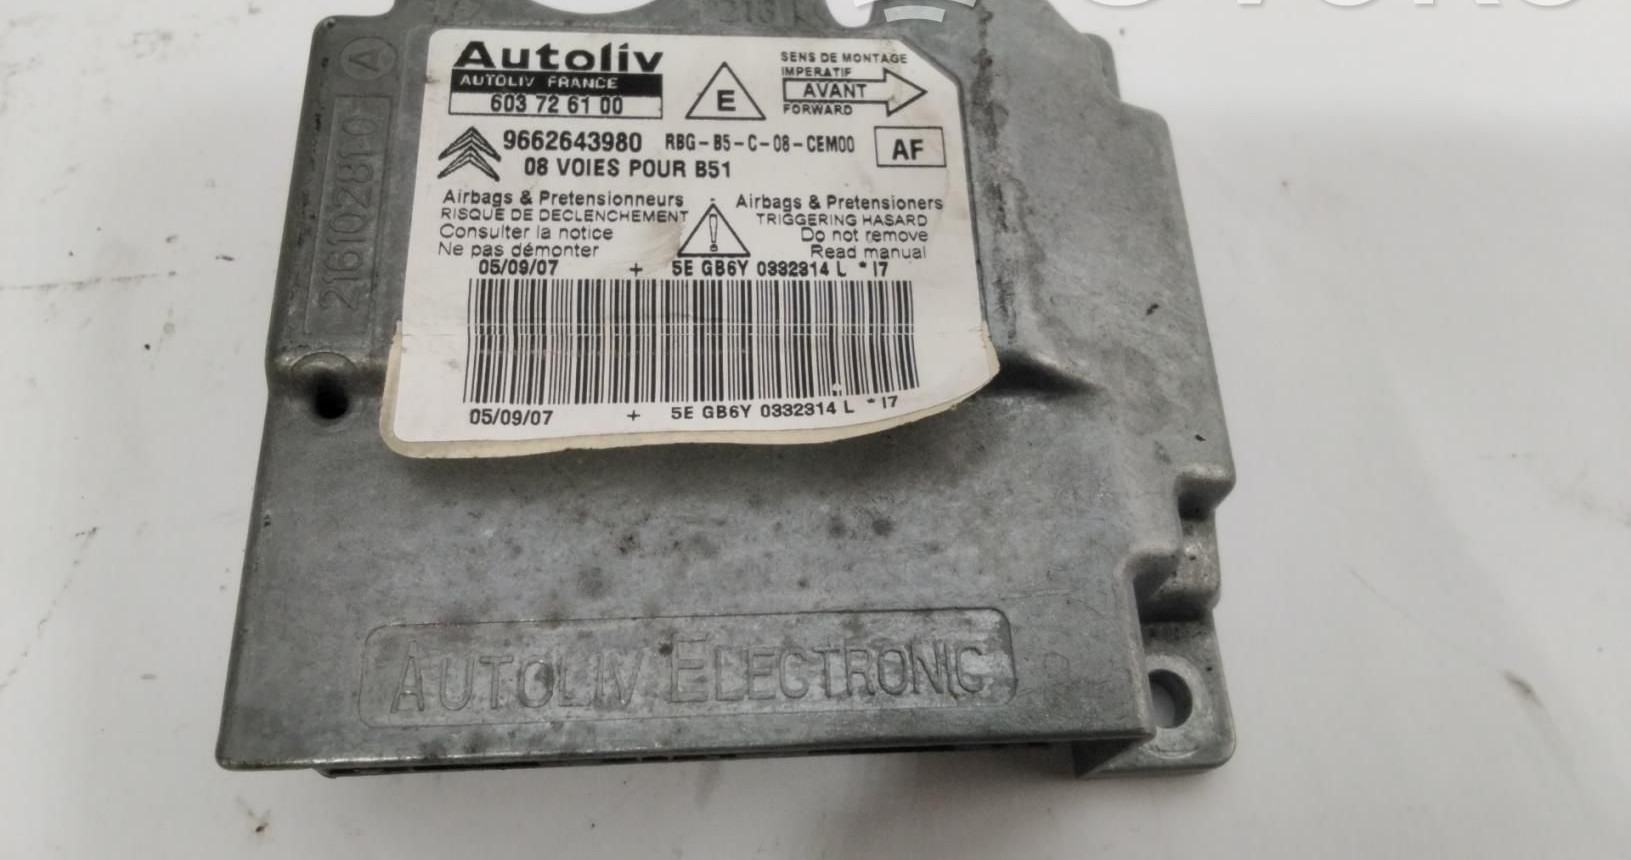 Autoliv
AUTOLIV FRANCE
603 72 61 00
E
SENS DE MONTAGE
IMPERATIF
AVANT
FORWARD
9662643980 RBG-B5-C-08-CEM00
AF
08 VOIES POUR B51
Airbags & Pretensionneurs
RISQUE DE DECLENCHEMENT
Consulter la notice
Ne pas démonter
!
Airbags & Pretensioners
TRIGGERING HASARD
Do not remove
Read manual
05/09/07 + 5E GB6Y 0332314 L *17
05/09/07 + 5E GB6Y 0332314 L *17
A
AUTOLIV ELECTRONIC